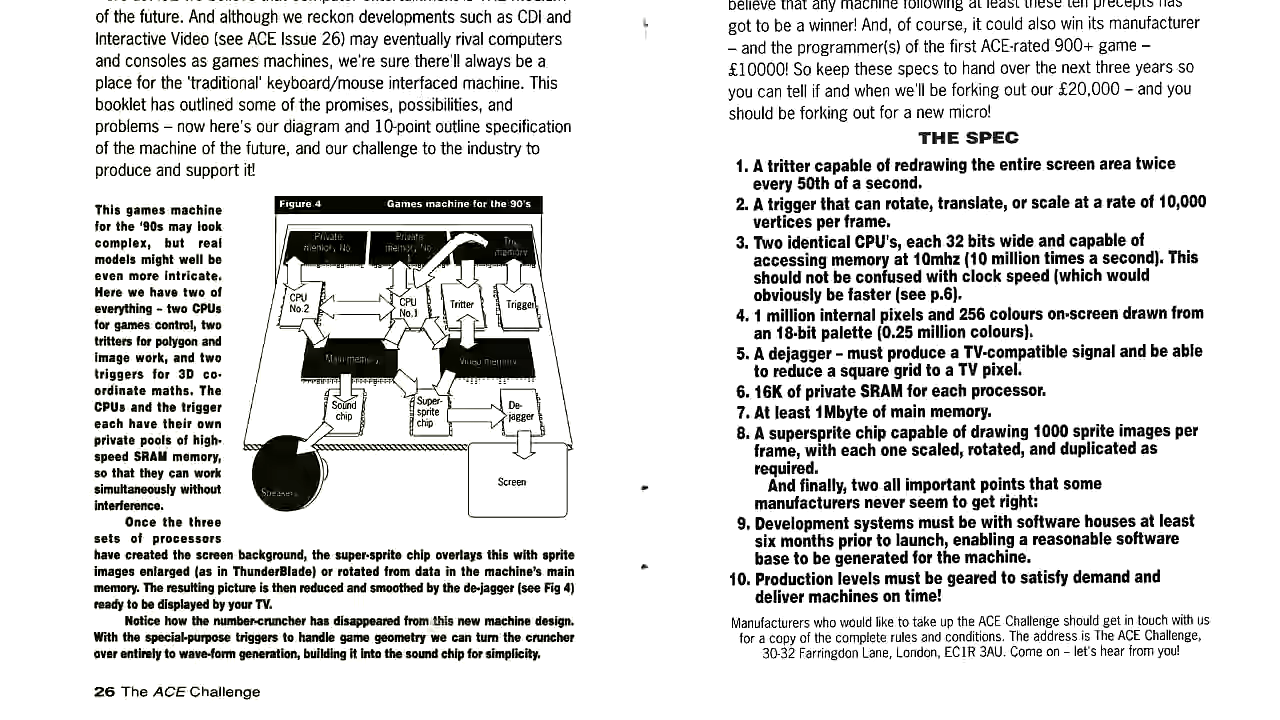 of the future. And although we reckon developments such as CDI and
Interactive Video (see ACE Issue 26) may eventually rival computers
and consoles as games machines, we're sure there'll always be a
place for the 'traditional' keyboard/mouse interfaced machine. This
booklet has outlined some of the promises, possibilities, and
problems – now here's our diagram and 10-point outline specification
of the machine of the future, and our challenge to the industry to
produce and support it!
This games machine
for the '90s may look
complex, but real
models might well be
even more intricate.
Here we have two of
everything – two CPUs
for games control, two
tritters for polygon and
image work, and two
triggers for 3D co-
ordinate maths. The
CPUs and the trigger
each have their own
private pools of high-
speed SRAM memory,
so that they can work
simultaneously without
interference.
Once the three
sets of processors
have created the screen background, the super-sprite chip overlays this with sprite
images enlarged (as in ThunderBlade) or rotated from data in the machine's main
memory. The resulting picture is then reduced and smoothed by the de-jagger (see Fig 4)
ready to be displayed by your TV.
Notice how the number-cruncher has disappeared from this new machine design.
With the special-purpose triggers to handle game geometry we can turn the cruncher
over entirely to wave-form generation, building it into the sound chip for simplicity.
Figure 4 Games machine for the 90's
Private
memory, No
Private
memory, No
memory
CPU
No.2
CPU
No.1
Tritter
Trigger
Main memory
Video memory
Sound
chip
Super-
sprite
chip
De-
jagger
Speakers
Screen
26 The ACE Challenge
believe that any machine following at least these ten precepts has
got to be a winner! And, of course, it could also win its manufacturer
– and the programmer(s) of the first ACE-rated 900+ game –
£10000! So keep these specs to hand over the next three years so
you can tell if and when we'll be forking out our £20,000 – and you
should be forking out for a new micro!
THE SPEC
1. A tritter capable of redrawing the entire screen area twice
every 50th of a second.
2. A trigger that can rotate, translate, or scale at a rate of 10,000
vertices per frame.
3. Two identical CPU's, each 32 bits wide and capable of
accessing memory at 10mhz (10 million times a second). This
should not be confused with clock speed (which would
obviously be faster (see p.6).
4. 1 million internal pixels and 256 colours on-screen drawn from
an 18-bit palette (0.25 million colours).
5. A dejagger – must produce a TV-compatible signal and be able
to reduce a square grid to a TV pixel.
6. 16K of private SRAM for each processor.
7. At least 1Mbyte of main memory.
8. A supersprite chip capable of drawing 1000 sprite images per
frame, with each one scaled, rotated, and duplicated as
required.
And finally, two all important points that some
manufacturers never seem to get right:
9. Development systems must be with software houses at least
six months prior to launch, enabling a reasonable software
base to be generated for the machine.
10. Production levels must be geared to satisfy demand and
deliver machines on time!
Manufacturers who would like to take up the ACE Challenge should get in touch with us
for a copy of the complete rules and conditions. The address is The ACE Challenge,
30-32 Farringdon Lane, London, EC1R 3AU. Come on – let's hear from you!